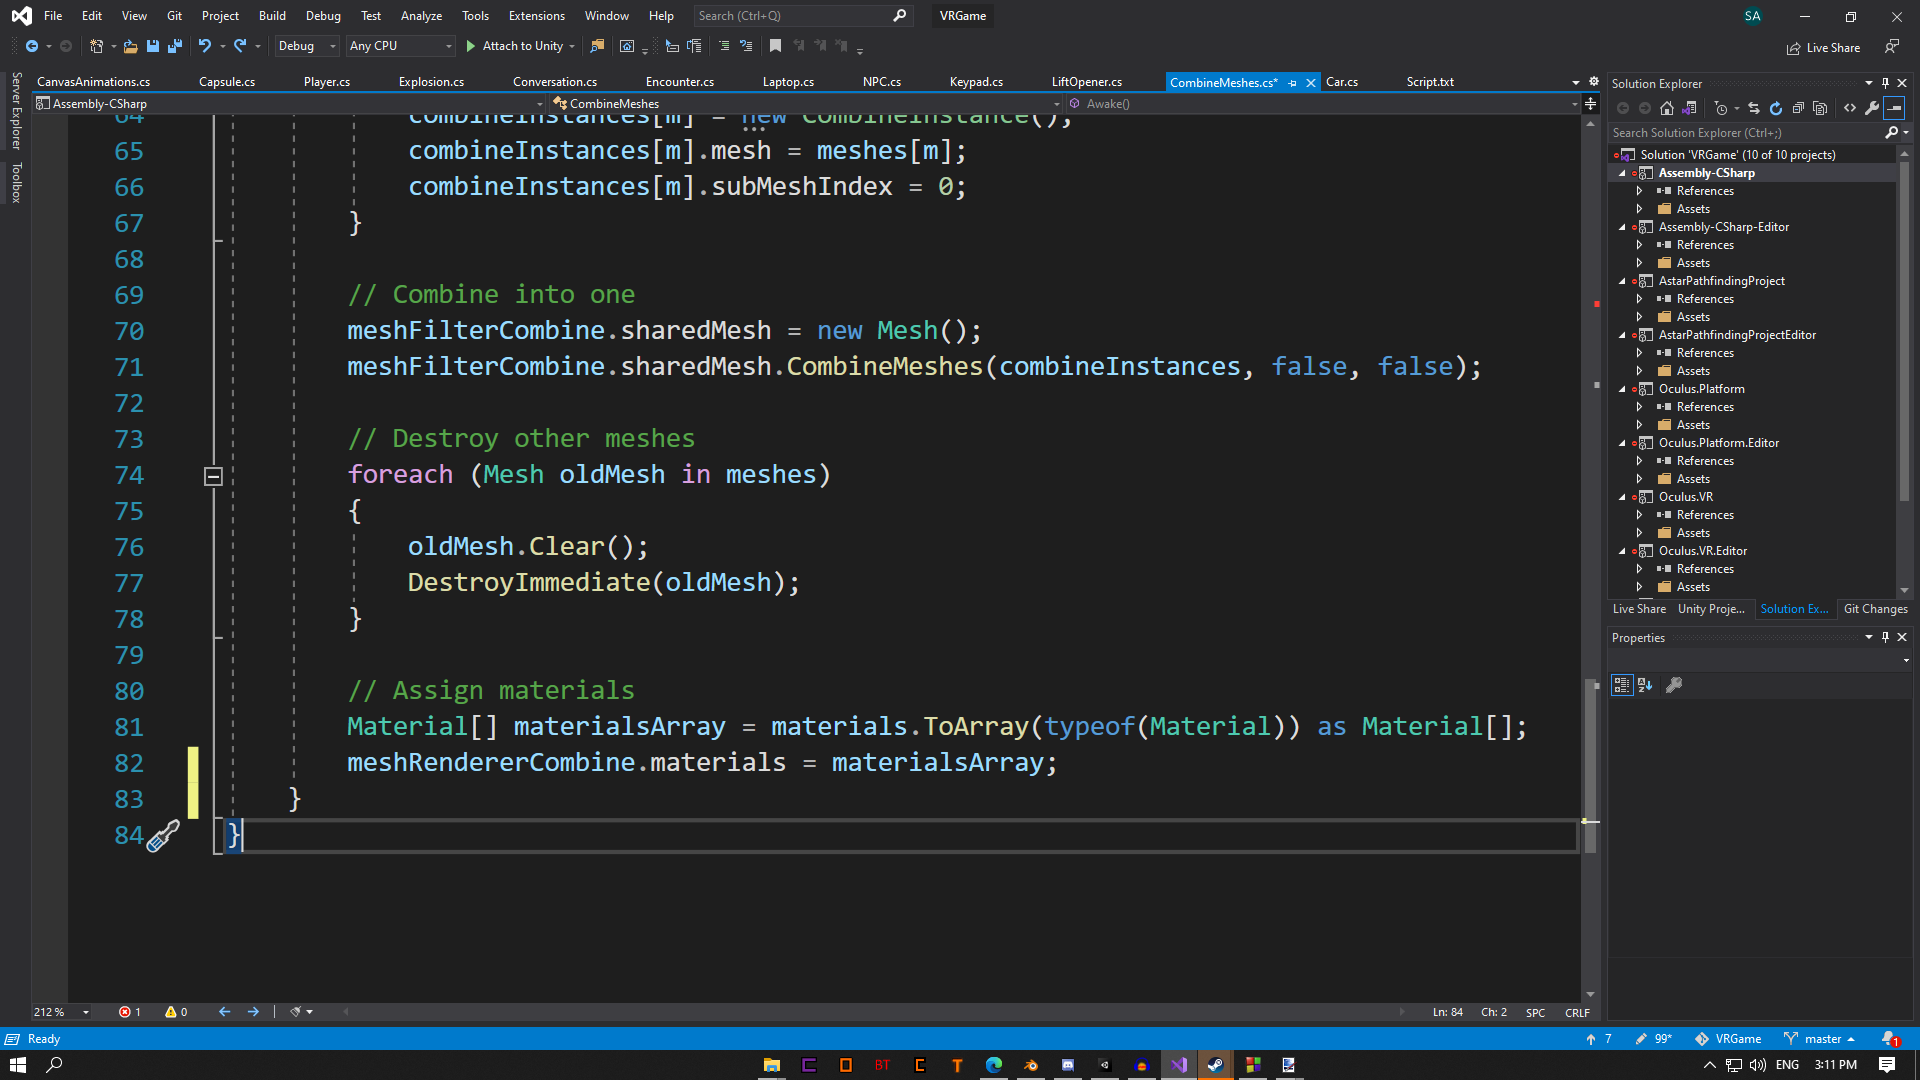 File Edit View Git Project Build Debug Test Analyze Tools Extensions Window Help Search (Ctrl+Q) VRGame SA
Debug Any CPU Attach to Unity Live Share
CanvasAnimations.cs Capsule.cs Player.cs Explosion.cs Conversation.cs Encounter.cs Laptop.cs NPC.cs Keypad.cs LiftOpener.cs CombineMeshes.cs* Car.cs Script.txt
Assembly-CSharp CombineMeshes Awake()
Server Explorer
Toolbox
64 combineInstances[m] = new CombineInstance();
65 combineInstances[m].mesh = meshes[m];
66 combineInstances[m].subMeshIndex = 0;
67 }
68
69 // Combine into one
70 meshFilterCombine.sharedMesh = new Mesh();
71 meshFilterCombine.sharedMesh.CombineMeshes(combineInstances, false, false);
72
73 // Destroy other meshes
74 foreach (Mesh oldMesh in meshes)
75 {
76 oldMesh.Clear();
77 DestroyImmediate(oldMesh);
78 }
79
80 // Assign materials
81 Material[] materialsArray = materials.ToArray(typeof(Material)) as Material[];
82 meshRendererCombine.materials = materialsArray;
83 }
84 }
Solution Explorer
Search Solution Explorer (Ctrl+;)
Solution 'VRGame' (10 of 10 projects)
Assembly-CSharp
References
Assets
Assembly-CSharp-Editor
References
Assets
AstarPathfindingProject
References
Assets
AstarPathfindingProjectEditor
References
Assets
Oculus.Platform
References
Assets
Oculus.Platform.Editor
References
Assets
Oculus.VR
References
Assets
Oculus.VR.Editor
References
Assets
Live Share Unity Proje... Solution Ex... Git Changes
Properties
212 % 1 0 Ln: 84 Ch: 2 SPC CRLF
Ready 7 99* VRGame master 1
BT T ENG 3:11 PM